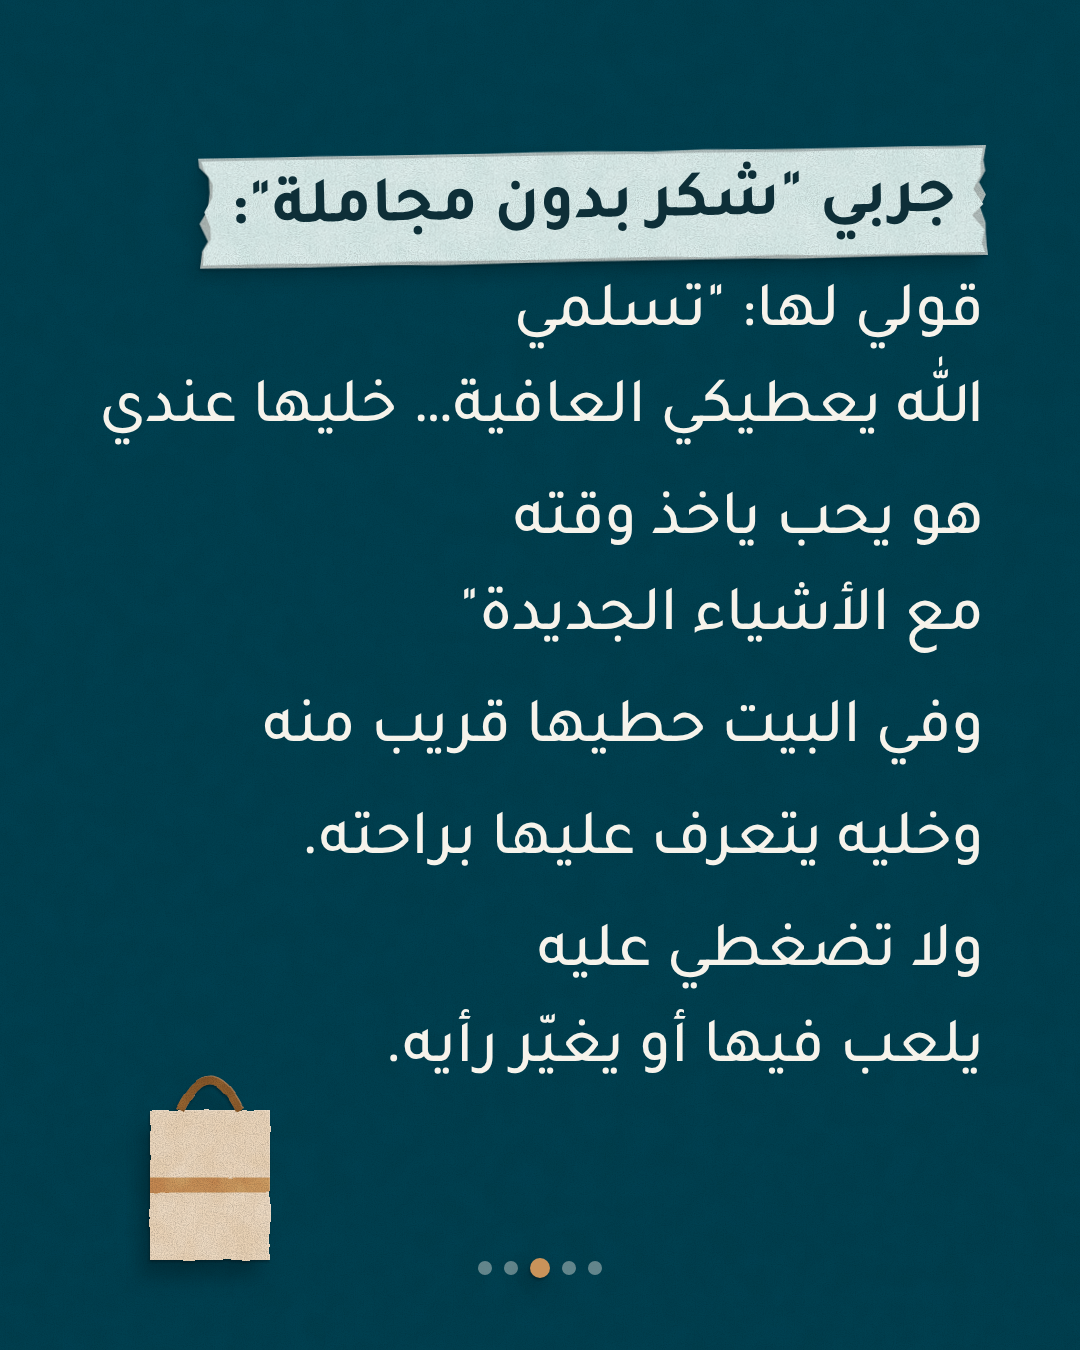 جربي "شكر بدون مجاملة":
قولي لها: "تسلمي
الله يعطيكي العافية... خليها عندي
هو يحب ياخذ وقته
مع الأشياء الجديدة"
وفي البيت حطيها قريب منه
وخليه يتعرف عليها براحته.
ولا تضغطي عليه
يلعب فيها أو يغيّر رأيه.